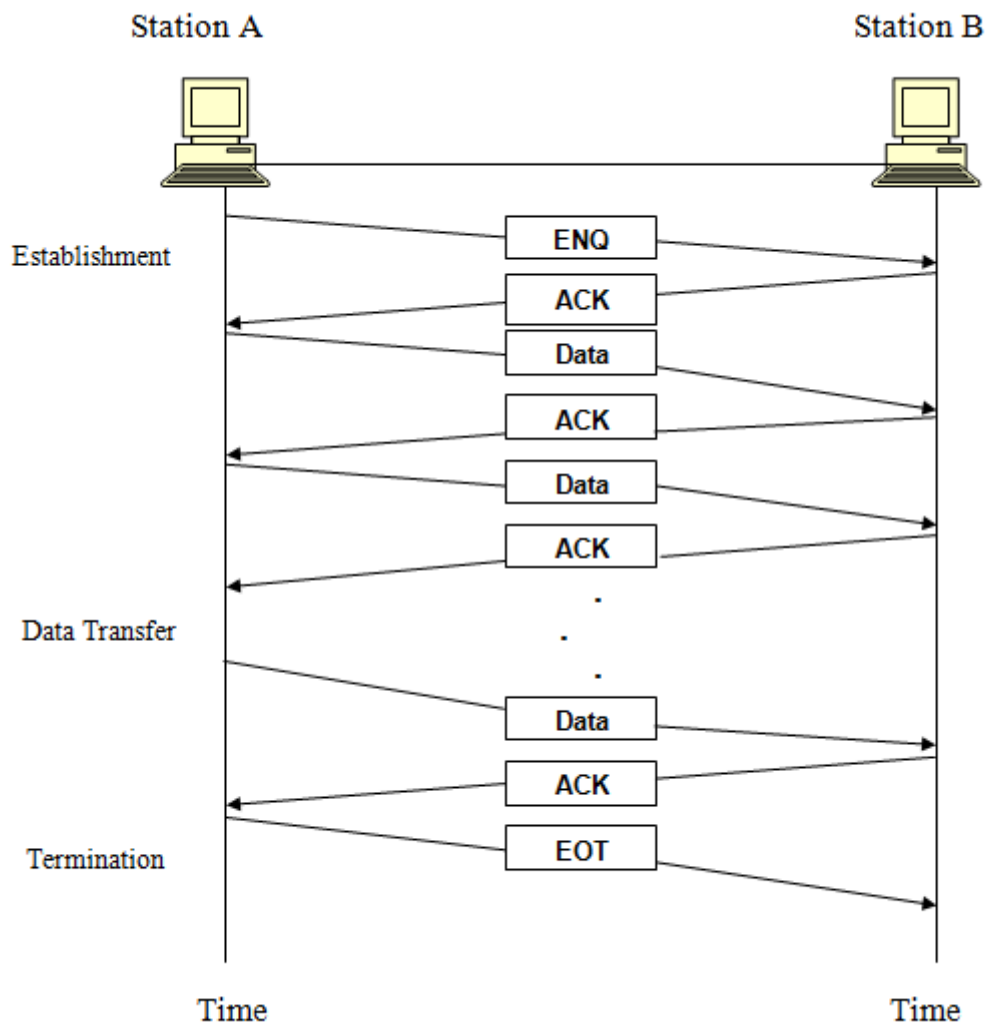 Station A
Station B
ENQ
Establishment
ACK
Data
ACK
Data
ACK
Data Transfer
Data
ACK
EOT
Termination
Time
Time